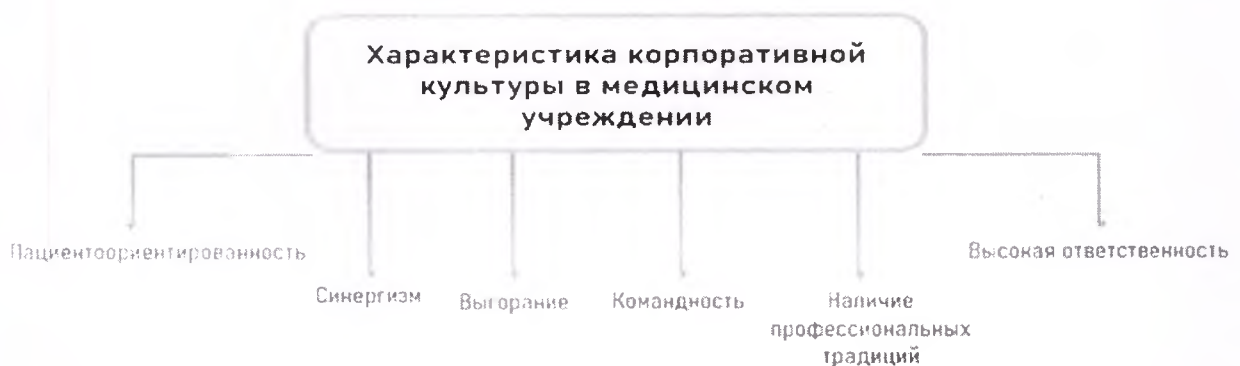 Характеристика корпоративной
культуры в медицинском
учреждении
Пациентоориентированность
Синергизм
Выгорание
Командность
Наличие
профессиональных
традиций
Высокая ответственность